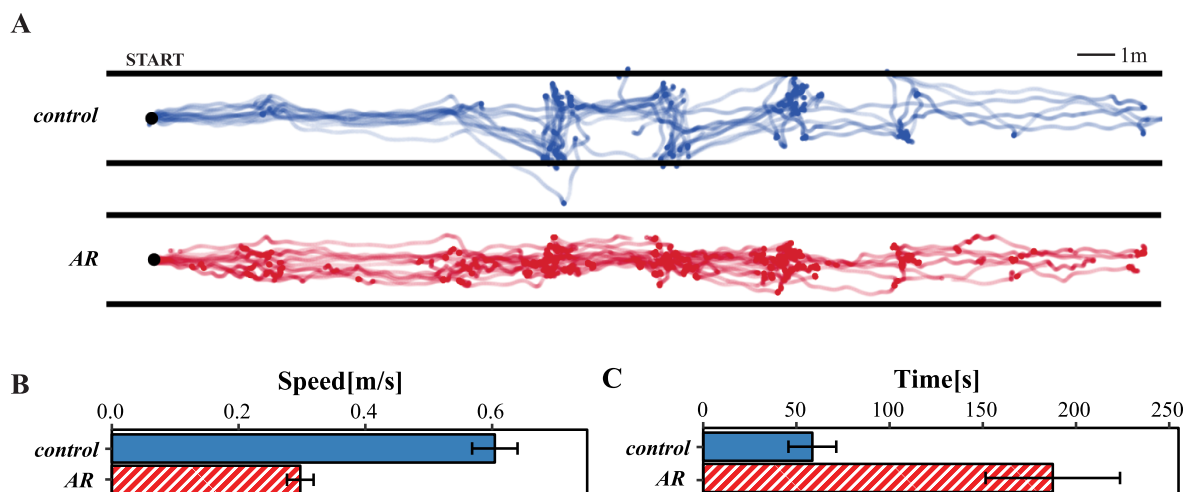 A
START
1m
control
AR
B
Speed[m/s]
0.0 0.2 0.4 0.6
control
AR
C
Time[s]
0 50 100 150 200 250
control
AR